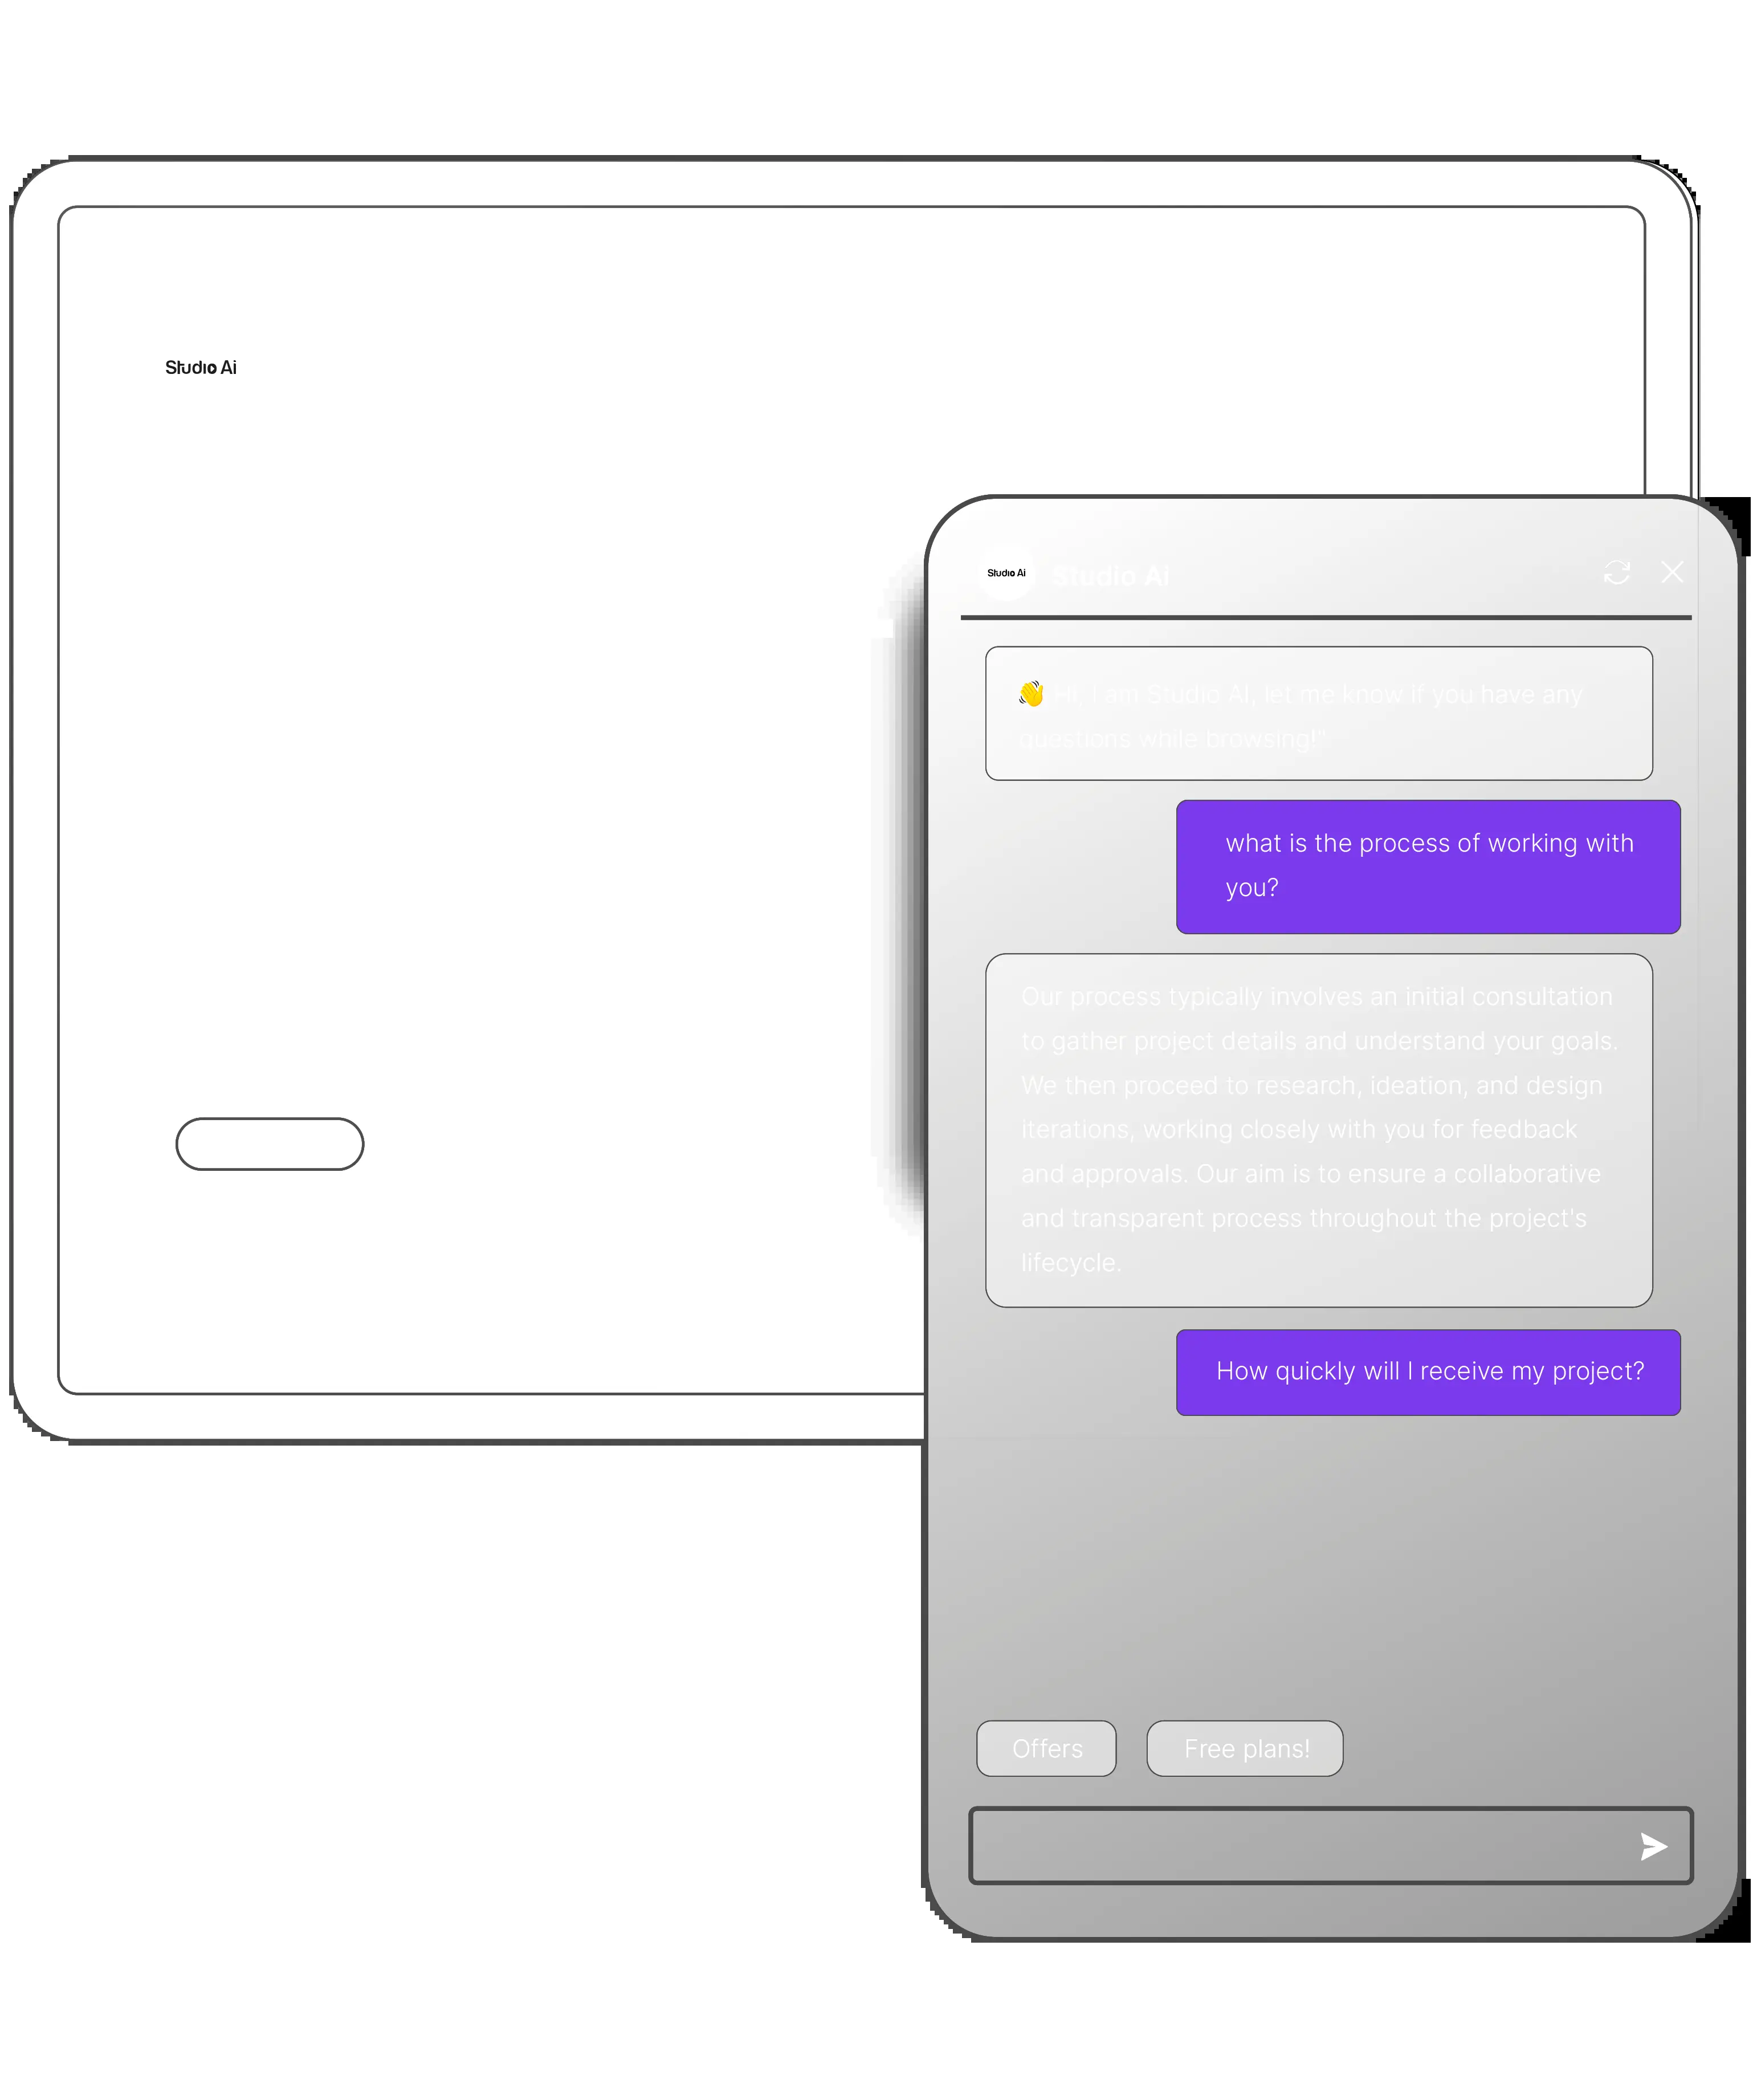 Studio Ai
Studio Ai
Studio Ai
Hi, I am Studio AI, let me know if you have any
questions while browsing!"
what is the process of working with
you?
Our process typically involves an initial consultation
to gather project details and understand your goals.
We then proceed to research, ideation, and design
iterations, working closely with you for feedback
and approvals. Our aim is to ensure a collaborative
and transparent process throughout the project's
lifecycle.
How quickly will I receive my project?
Offers
Free plans!